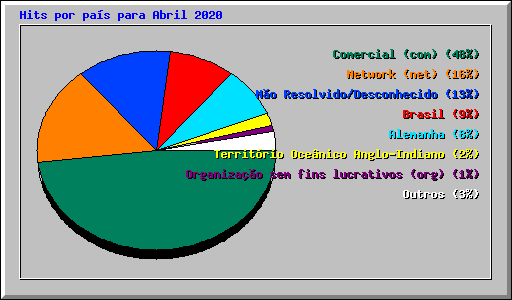 Hits por país para Abril 2020
Comercial (com) (48%)
Network (net) (16%)
Não Resolvido/Desconhecido (13%)
Brasil (9%)
Alemanha (8%)
Território Oceânico Anglo-Indiano (2%)
Organização sem fins lucrativos (org) (1%)
Outros (3%)